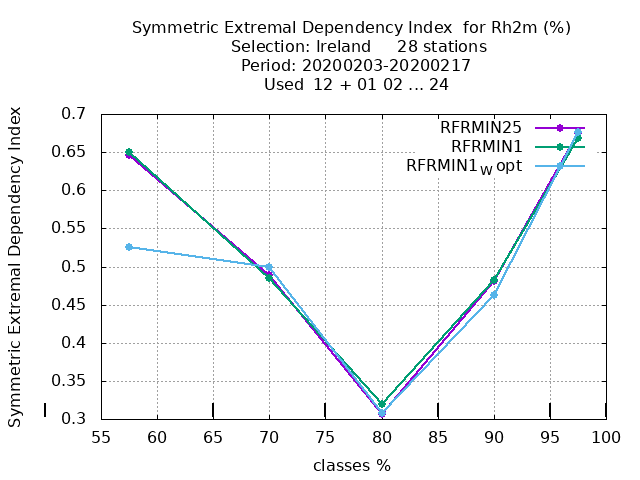 Symmetric Extremal Dependency Index  for Rh2m (%)
Selection: Ireland     28 stations
Period: 20200203-20200217
Used  12 + 01 02 ... 24
Symmetric Extremal Dependency Index
0.7
0.65
0.6
0.55
0.5
0.45
0.4
0.35
0.3
RFRMIN25
RFRMIN1
RFRMIN1W opt
55 60 65 70 75 80 85 90 95 100
classes %